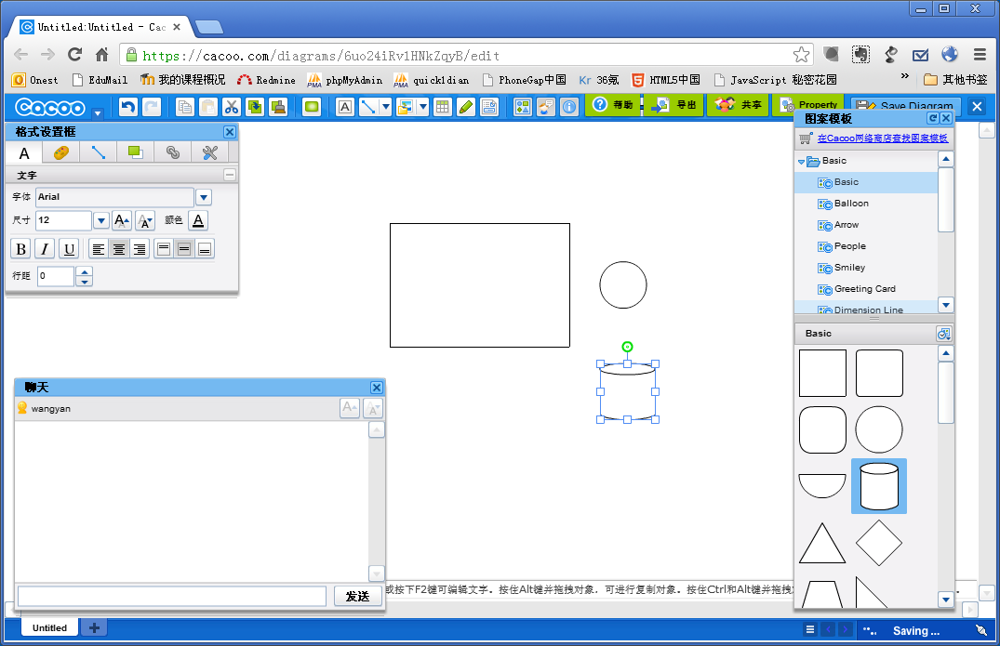 Untitled:Untitled - Cac
https://cacoo.com/diagrams/6uo24iRv1HNkZqyB/edit
Onest EduMail 我的课程概况 Redmine phpMyAdmin quickldian PhoneGap中国 Kr 36氪 HTML5中国 JavaScript 秘密花园 » 其他书签
Cacoo 帮助 导出 共享 Property Save Diagram
格式设置框
A
文字
字体 Arial
尺寸 12 A A 颜色 A
B I U
行距 0
图案模板
在Cacoo网络商店查找图案模板
Basic
Basic
Balloon
Arrow
People
Smiley
Greeting Card
Dimension Line
Basic
聊天
wangyan A A
发送
或按下F2键可编辑文字。按住Alt键并拖拽对象，可进行复制对象。按住Ctrl和Alt键并拖拽
Untitled +
Saving ...